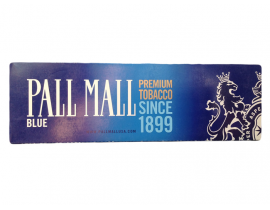 PALL MALL
BLUE
PREMIUM
TOBACCO
SINCE
1899